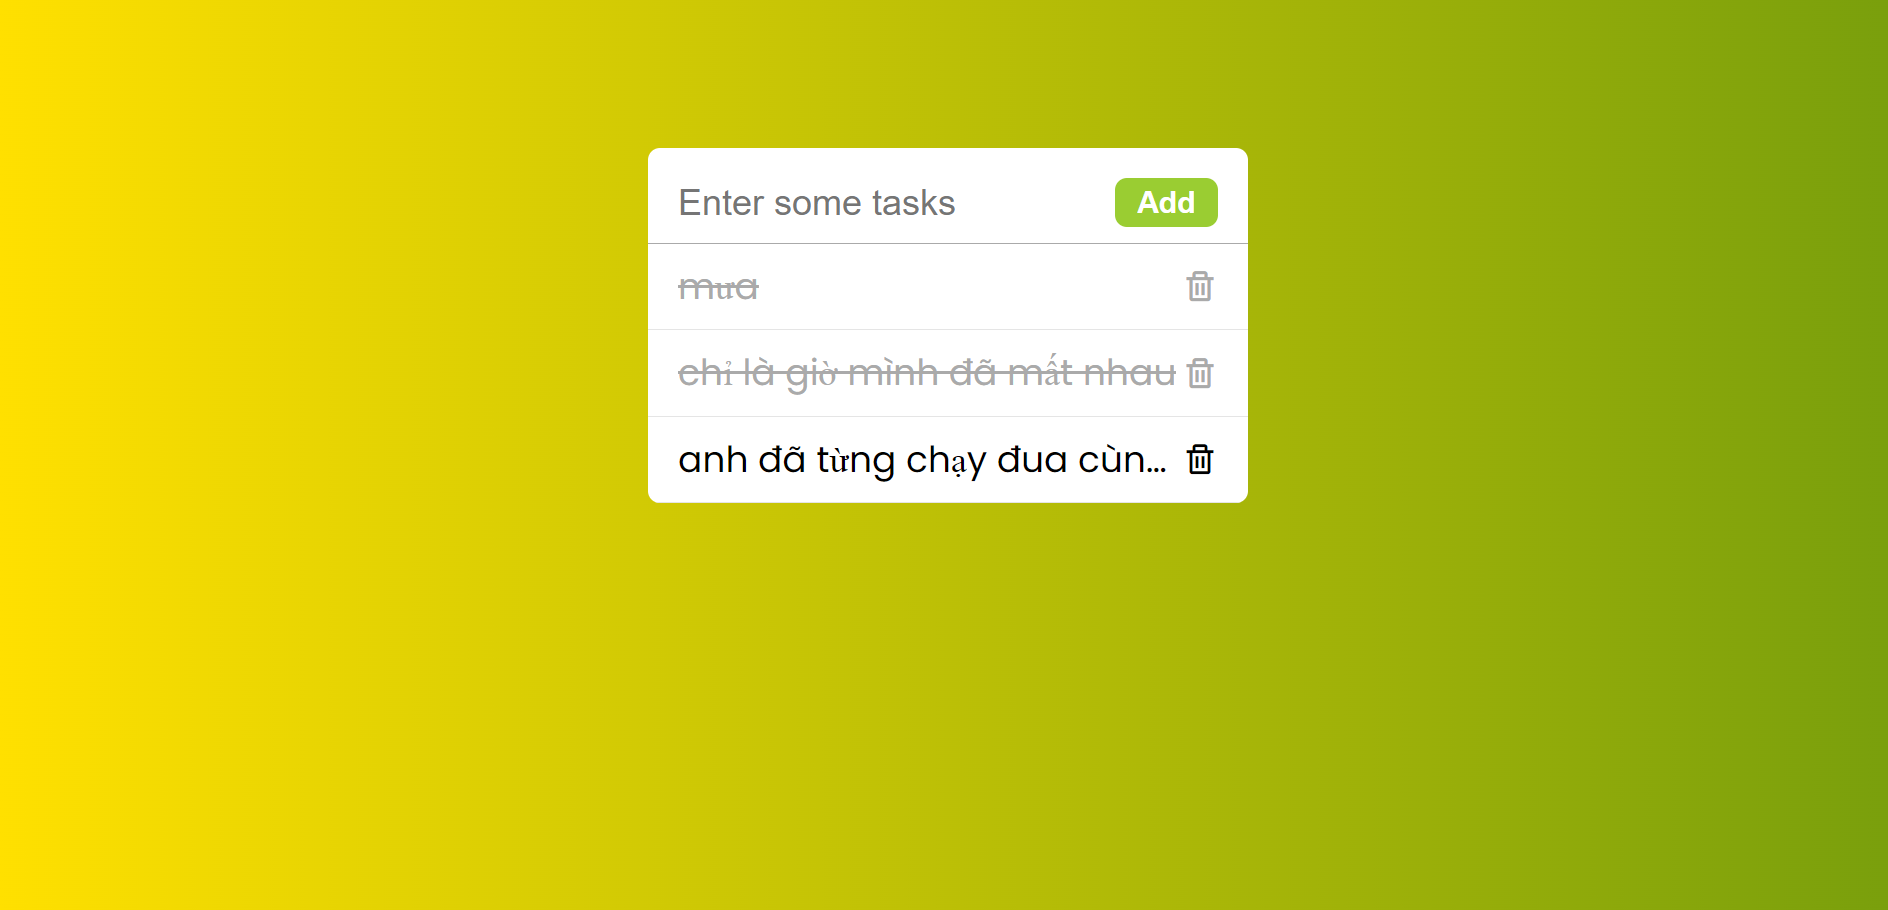 Enter some tasks
Add
mưa
chỉ là giờ mình đã mất nhau
anh đã từng chạy đua cùn...